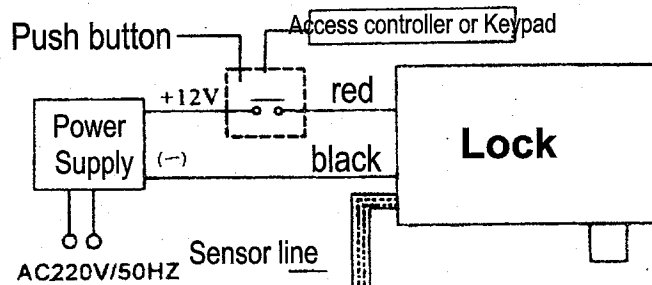 Access controller or Keypad
Push button
+12V
red
Power
Supply
(−)
black
Lock
Sensor line
AC220V/50HZ